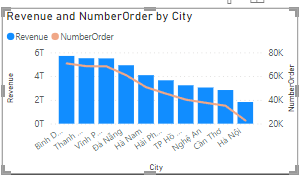 Revenue and NumberOrder by City
Revenue NumberOrder
6T
4T
2T
0T
Revenue
80K
60K
40K
20K
NumberOrder
Bình D...
Thanh ...
Vĩnh P...
Đà Nẵng
Hà Nam
Hải Ph...
TP Hồ ...
Nghệ An
Cần Thơ
Hà Nội
City